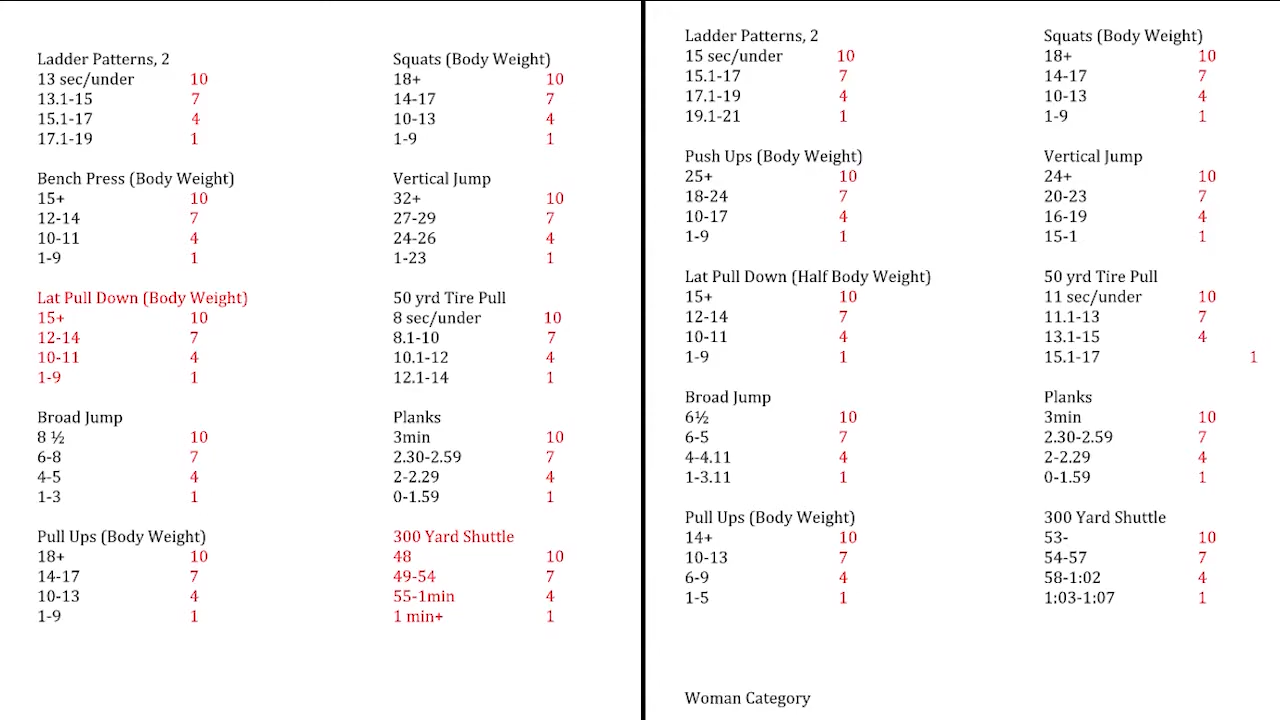 Ladder Patterns, 2
13 sec/under 10
13.1-15 7
15.1-17 4
17.1-19 1
Bench Press (Body Weight)
15+ 10
12-14 7
10-11 4
1-9 1
Lat Pull Down (Body Weight)
15+ 10
12-14 7
10-11 4
1-9 1
Broad Jump
8 ½ 10
6-8 7
4-5 4
1-3 1
Pull Ups (Body Weight)
18+ 10
14-17 7
10-13 4
1-9 1
Squats (Body Weight)
18+ 10
14-17 7
10-13 4
1-9 1
Vertical Jump
32+ 10
27-29 7
24-26 4
1-23 1
50 yrd Tire Pull
8 sec/under 10
8.1-10 7
10.1-12 4
12.1-14 1
Planks
3min 10
2.30-2.59 7
2-2.29 4
0-1.59 1
300 Yard Shuttle
48 10
49-54 7
55-1min 4
1 min+ 1
Ladder Patterns, 2
15 sec/under 10
15.1-17 7
17.1-19 4
19.1-21 1
Push Ups (Body Weight)
25+ 10
18-24 7
10-17 4
1-9 1
Lat Pull Down (Half Body Weight)
15+ 10
12-14 7
10-11 4
1-9 1
Broad Jump
6½ 10
6-5 7
4-4.11 4
1-3.11 1
Pull Ups (Body Weight)
14+ 10
10-13 7
6-9 4
1-5 1
Squats (Body Weight)
18+ 10
14-17 7
10-13 4
1-9 1
Vertical Jump
24+ 10
20-23 7
16-19 4
15-1 1
50 yrd Tire Pull
11 sec/under 10
11.1-13 7
13.1-15 4
15.1-17 1
Planks
3min 10
2.30-2.59 7
2-2.29 4
0-1.59 1
300 Yard Shuttle
53- 10
54-57 7
58-1:02 4
1:03-1:07 1
Woman Category